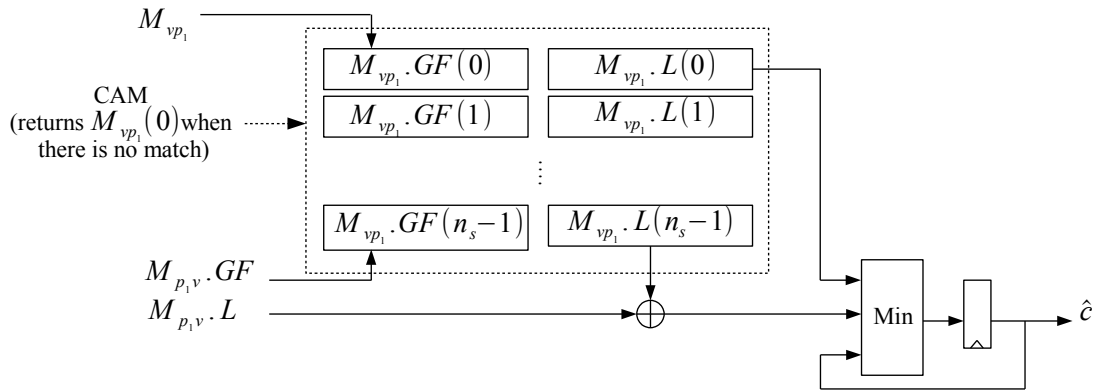 M_{vp_1}
M_{vp_1}.GF(0)
M_{vp_1}.L(0)
CAM
(returns M_{vp_1}(0) when
there is no match)
M_{vp_1}.GF(1)
M_{vp_1}.L(1)
M_{vp_1}.GF(n_s−1)
M_{vp_1}.L(n_s−1)
M_{p_1v}.GF
M_{p_1v}.L
Min
ĉ